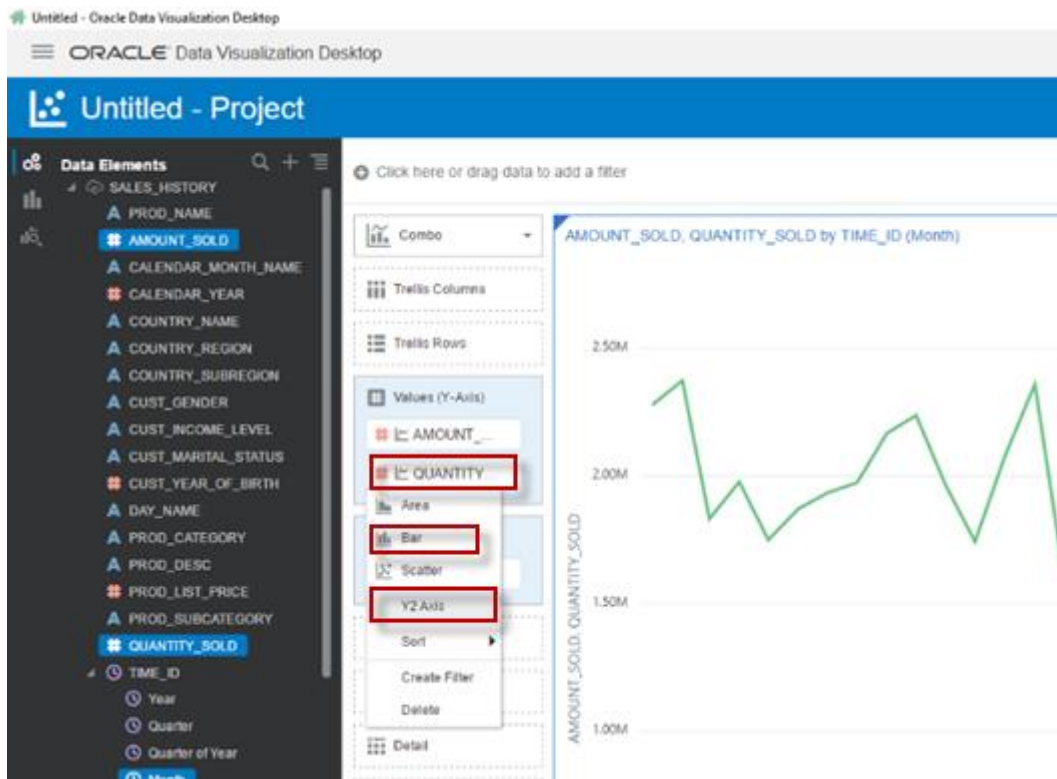 Untitled - Oracle Data Visualization Desktop
ORACLE Data Visualization Desktop
Untitled - Project
Data Elements
SALES_HISTORY
A PROD_NAME
# AMOUNT_SOLD
A CALENDAR_MONTH_NAME
# CALENDAR_YEAR
A COUNTRY_NAME
A COUNTRY_REGION
A COUNTRY_SUBREGION
A CUST_GENDER
A CUST_INCOME_LEVEL
A CUST_MARITAL_STATUS
# CUST_YEAR_OF_BIRTH
A DAY_NAME
A PROD_CATEGORY
A PROD_DESC
# PROD_LIST_PRICE
A PROD_SUBCATEGORY
# QUANTITY_SOLD
TIME_ID
Year
Quarter
Quarter of Year
Month
Click here or drag data to add a filter
Combo
Trellis Columns
Trellis Rows
Values (Y-Axis)
# AMOUNT_...
# QUANTITY
Area
Bar
Scatter
Y2 Axis
Sort
Create Filter
Delete
Detail
AMOUNT_SOLD, QUANTITY_SOLD by TIME_ID (Month)
2.50M
2.00M
1.50M
1.00M
AMOUNT_SOLD, QUANTITY_SOLD